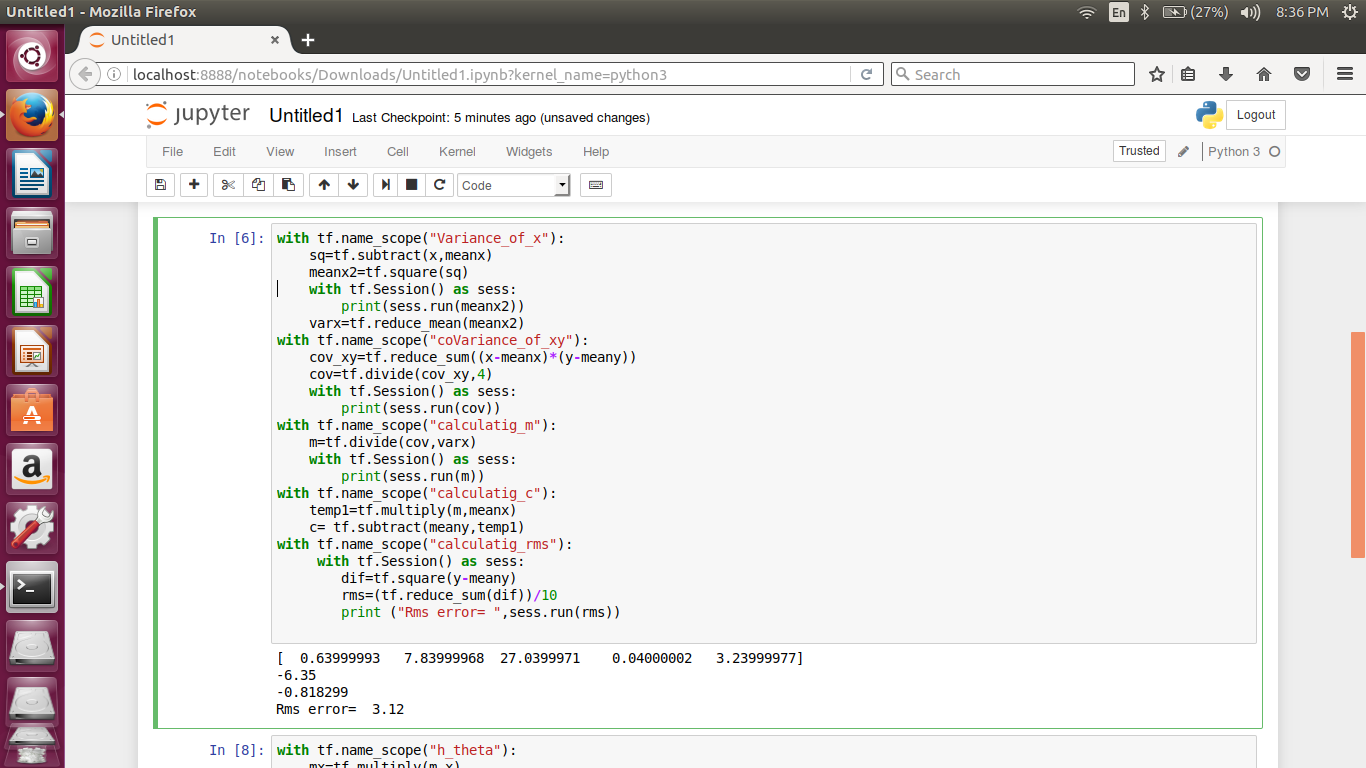 Untitled1 - Mozilla Firefox
En
(27%)
8:36 PM
Untitled1
localhost:8888/notebooks/Downloads/Untitled1.ipynb?kernel_name=python3
Search
jupyter
Untitled1
Last Checkpoint: 5 minutes ago (unsaved changes)
Logout
File Edit View Insert Cell Kernel Widgets Help
Trusted
Python 3
Code
In [6]:
with tf.name_scope("Variance_of_x"):
    sq=tf.subtract(x,meanx)
    meanx2=tf.square(sq)
    with tf.Session() as sess:
        print(sess.run(meanx2))
    varx=tf.reduce_mean(meanx2)
with tf.name_scope("coVariance_of_xy"):
    cov_xy=tf.reduce_sum((x-meanx)*(y-meany))
    cov=tf.divide(cov_xy,4)
    with tf.Session() as sess:
        print(sess.run(cov))
with tf.name_scope("calculatig_m"):
    m=tf.divide(cov,varx)
    with tf.Session() as sess:
        print(sess.run(m))
with tf.name_scope("calculatig_c"):
    temp1=tf.multiply(m,meanx)
    c= tf.subtract(meany,temp1)
with tf.name_scope("calculatig_rms"):
     with tf.Session() as sess:
        dif=tf.square(y-meany)
        rms=(tf.reduce_sum(dif))/10
        print ("Rms error= ",sess.run(rms))
[  0.63999993   7.83999968  27.0399971    0.04000002   3.23999977]
-6.35
-0.818299
Rms error=  3.12
In [8]:
with tf.name_scope("h_theta"):
    mx=tf.multiply(m,x)